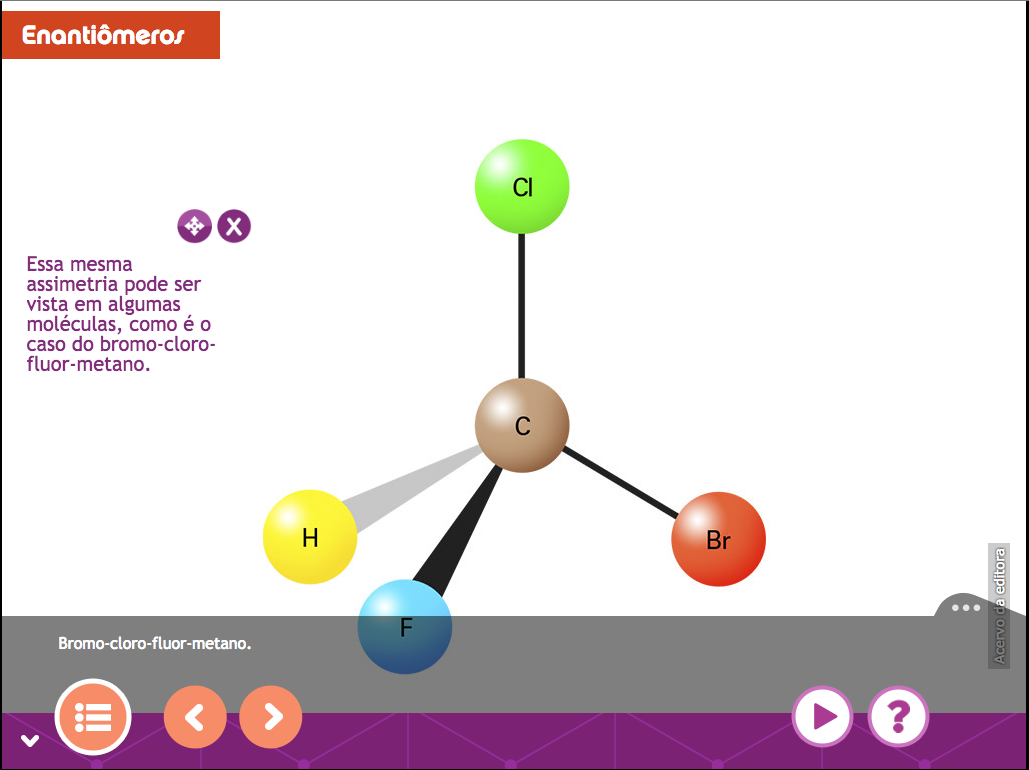 Enantiômeros
Cl
Essa mesma
assimetria pode ser
vista em algumas
moléculas, como é o
caso do bromo-cloro-
fluor-metano.
C
H
Br
F
Acervo da editora
Bromo-cloro-fluor-metano.
?